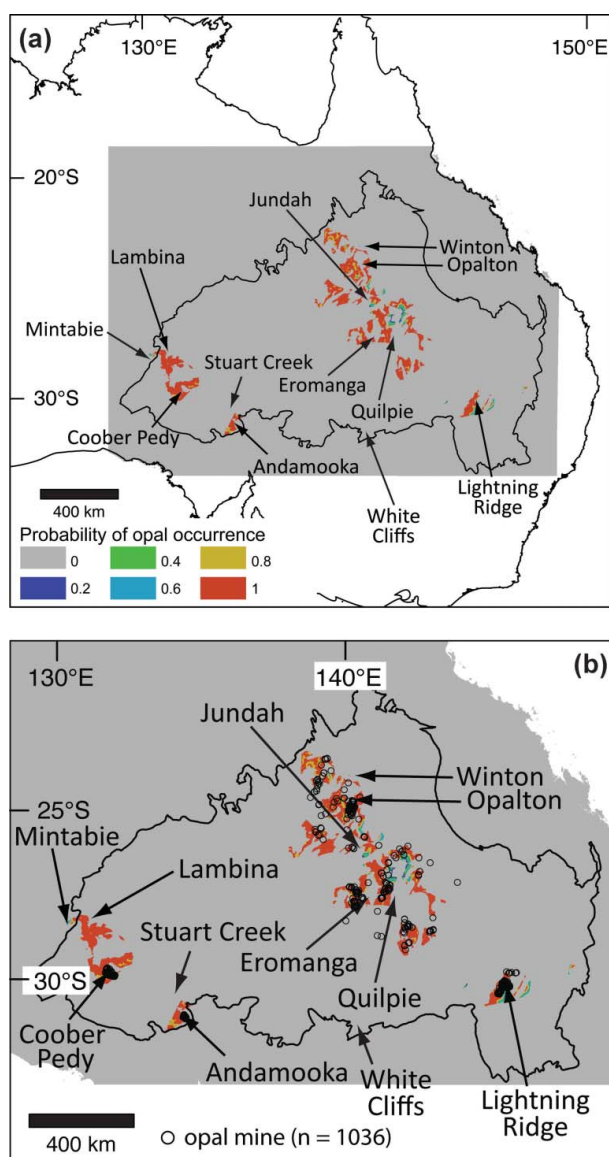 (a)
130°E
150°E
20°S
Jundah
Winton
Opalton
Lambina
Mintabie
Stuart Creek
30°S
Eromanga
Quilpie
Coober Pedy
Andamooka
Lightning
Ridge
White
Cliffs
400 km
Probability of opal occurrence
0
0.4
0.8
0.2
0.6
1
(b)
130°E
140°E
Jundah
Winton
Opalton
25°S
Mintabie
Lambina
Stuart Creek
Eromanga
30°S
Quilpie
Coober
Pedy
Andamooka
White
Cliffs
Lightning
Ridge
400 km
opal mine (n = 1036)